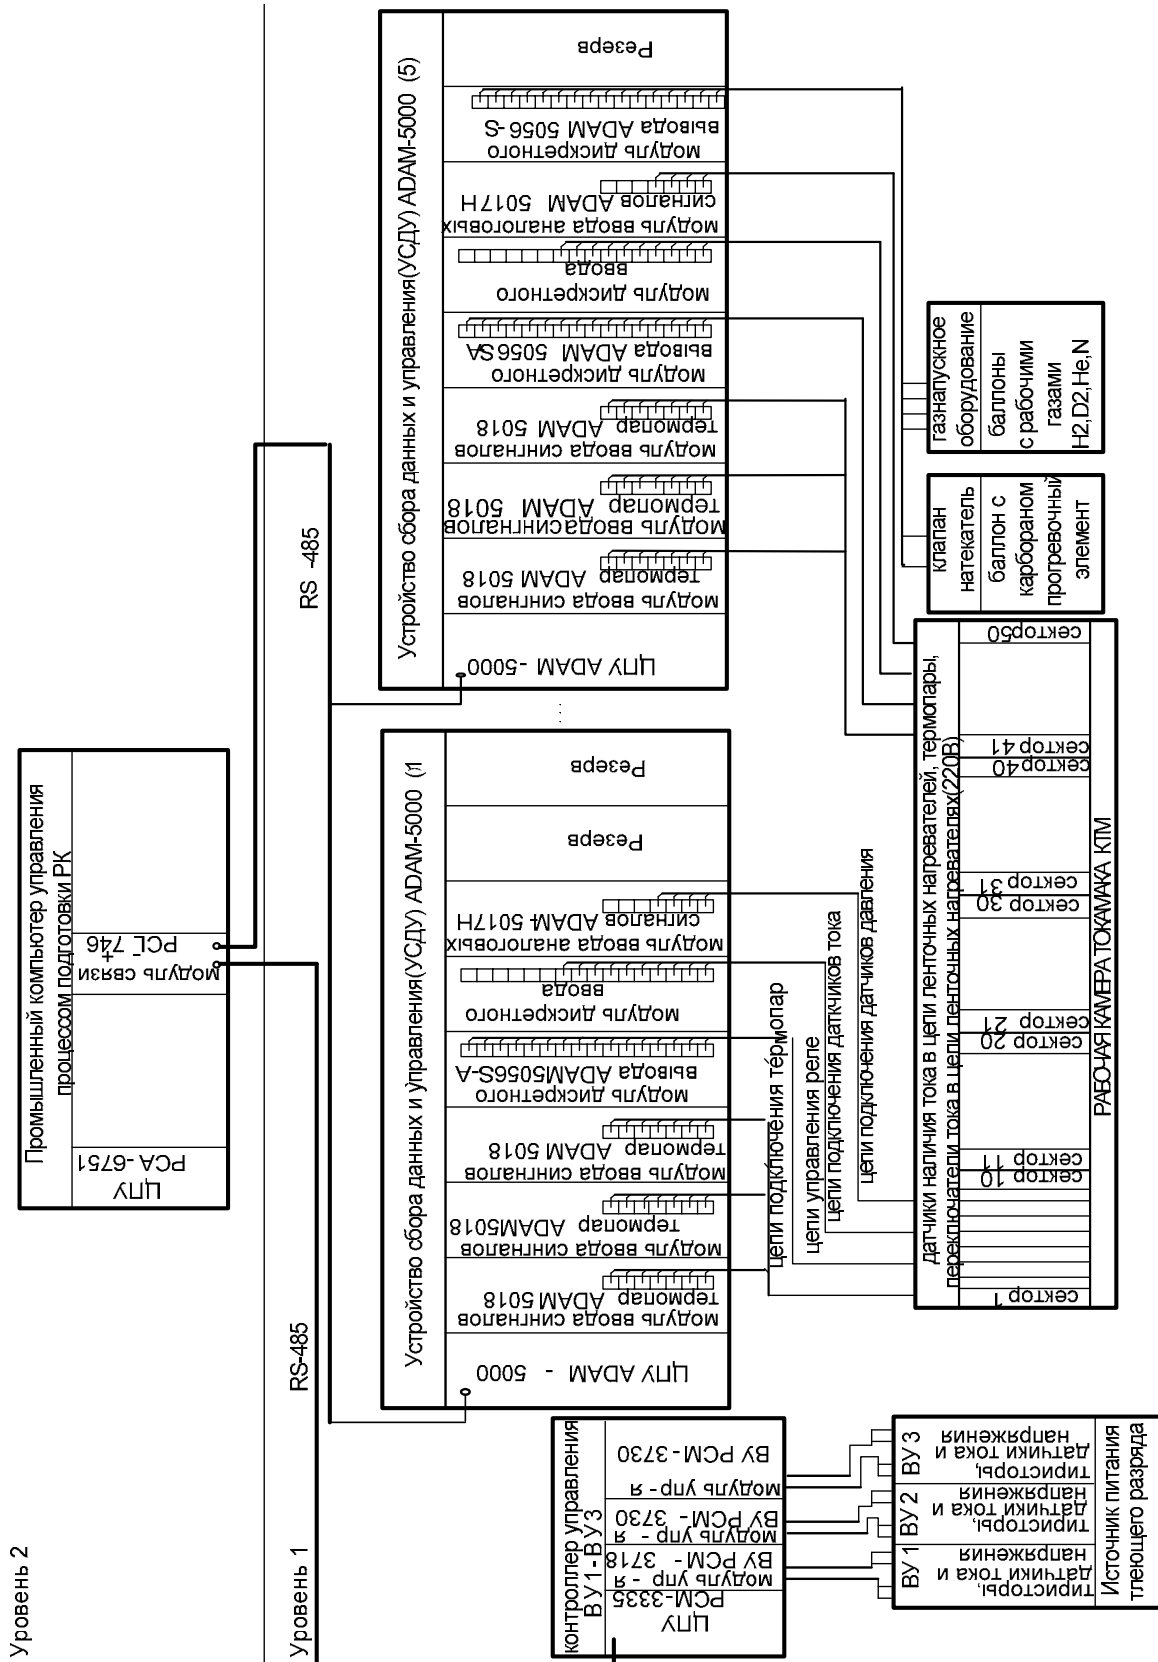 Уровень 2
Промышленный компьютер управления
процессом подготовки РК
ЦПУ
PCA-6751
модуль связи
PCL 746
+
-
Уровень 1
RS-485
RS -485
Устройство сбора данных и управления(УСДУ) ADAM-5000 (1
ЦПУ ADAM - 5000
модуль ввода сингналов
термопар ADAM 5018
модуль ввода сингналов
термопар ADAM5018
модуль ввода сингналов
термопар ADAM 5018
модуль дискретного
вывода ADAM5056S-A
модуль дискретного
ввода
модуль ввода аналоговых
сигналов ADAM 5017H
Резерв
Резерв
...
Устройство сбора данных и управления(УСДУ) ADAM-5000 (5)
ЦПУ ADAM -5000
модуль ввода сингналов
термопар ADAM 5018
модуль вводасингналов
термопар ADAM 5018
модуль ввода сингналов
термопар ADAM 5018
модуль дискретного
вывода ADAM 5056SA
модуль дискретного
ввода
модуль ввода аналоговых
сигналов ADAM 5017H
модуль дискретного
вывода ADAM 5056-S
Резерв
контроллер управления
ВУ1-ВУ3
ЦПУ
PCM-3335
модуль упр - я
ВУ PCM - 3718
модуль упр - я
ВУ PCM - 3730
модуль упр - я
ВУ PCM - 3730
цепи подключения термопар
цепи управления реле
цепи подключения даткчиков тока
цепи подключения датчиков давления
ВУ 1
тиристоры,
датчики тока и
напряжения
ВУ 2
тиристоры,
датчики тока и
напряжения
ВУ 3
тиристоры,
датчики тока и
напряжения
Источник питания
тлеющего разряда
датчики наличия тока в цепи ленточных нагревателей, термопары,
переключатели тока в цепи ленточных нагревателях(220В)
сектор 1
сектор 10
сектор 11
сектор 20
сектор 21
сектор 30
сектор 31
сектор40
сектор 41
сектор50
РАБОЧАЯ КАМЕРА ТОКАМАКА КТМ
клапан
натекатель
баллон с
карбораном
прогревочный
элемент
газнапускное
оборудование
баллоны
с рабочими
газами
H2,D2,He,N